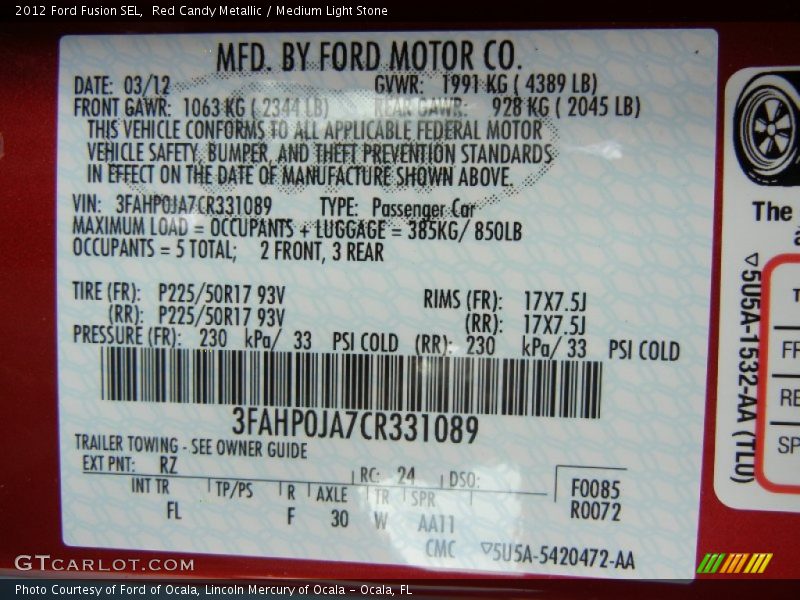 2012 Ford Fusion SEL, Red Candy Metallic / Medium Light Stone
MFD. BY FORD MOTOR CO.
DATE: 03/12 GVWR: 1991 KG ( 4389 LB)
FRONT GAWR: 1063 KG ( 2344 LB) REAR GAWR: 928 KG ( 2045 LB)
THIS VEHICLE CONFORMS TO ALL APPLICABLE FEDERAL MOTOR
VEHICLE SAFETY, BUMPER, AND THEFT PREVENTION STANDARDS
IN EFFECT ON THE DATE OF MANUFACTURE SHOWN ABOVE.
VIN: 3FAHP0JA7CR331089 TYPE: Passenger Car
MAXIMUM LOAD = OCCUPANTS + LUGGAGE = 385KG/ 850LB
OCCUPANTS = 5 TOTAL; 2 FRONT, 3 REAR
TIRE (FR): P225/50R17 93V RIMS (FR): 17X7.5J
(RR): P225/50R17 93V (RR): 17X7.5J
PRESSURE (FR): 230 kPa/ 33 PSI COLD (RR): 230 kPa/ 33 PSI COLD
3FAHP0JA7CR331089
TRAILER TOWING - SEE OWNER GUIDE
EXT PNT: RZ RC: 24 DSO:
INT TR TP/PS R AXLE TR SPR F0085
FL F 30 W AA11 R0072
CMC ▽5U5A-5420472-AA
The
▽5U5A-1532-AA (TLU)
GTCARLOT.COM
Photo Courtesy of Ford of Ocala, Lincoln Mercury of Ocala – Ocala, FL